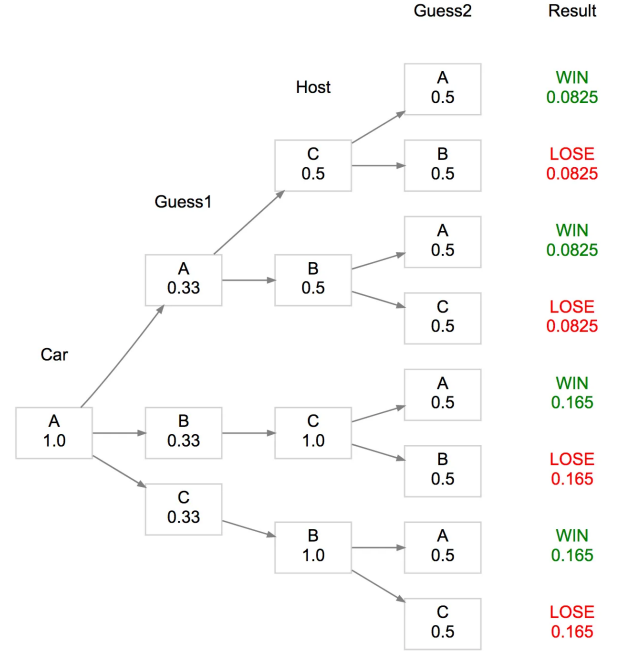 Guess2
Result
A
0.5
WIN
0.0825
Host
C
0.5
B
0.5
LOSE
0.0825
Guess1
A
0.5
WIN
0.0825
A
0.33
B
0.5
C
0.5
LOSE
0.0825
Car
A
0.5
WIN
0.165
A
1.0
B
0.33
C
1.0
B
0.5
LOSE
0.165
C
0.33
B
1.0
A
0.5
WIN
0.165
C
0.5
LOSE
0.165